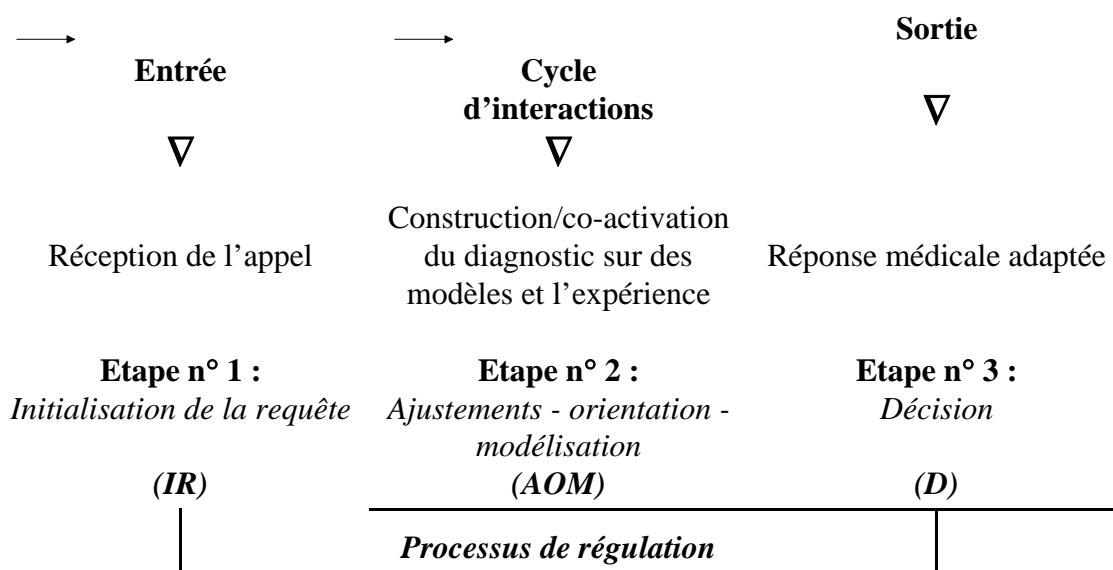 Entrée
Cycle
d’interactions
Sortie
Réception de l’appel
Construction/co-activation
du diagnostic sur des
modèles et l’expérience
Réponse médicale adaptée
Etape n° 1 :
Initialisation de la requête
(IR)
Etape n° 2 :
Ajustements - orientation -
modélisation
(AOM)
Etape n° 3 :
Décision
(D)
Processus de régulation